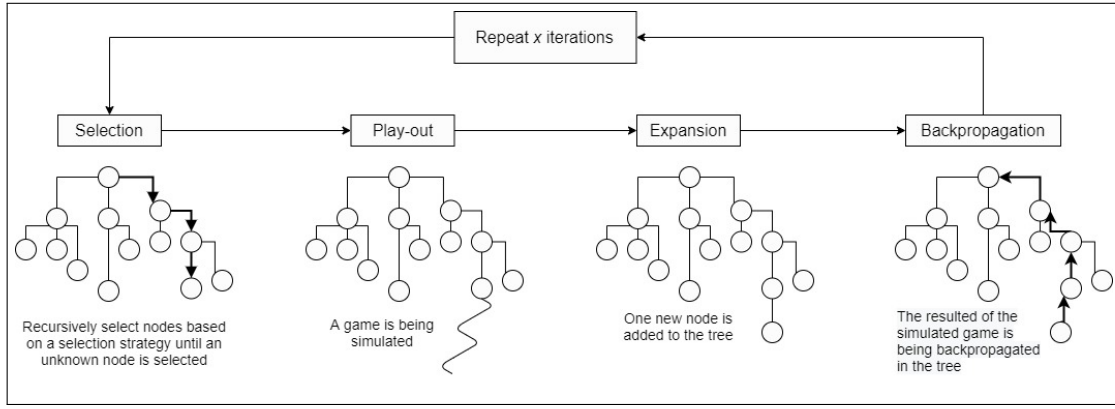 Repeat x iterations
Selection
Play-out
Expansion
Backpropagation
Recursively select nodes based
on a selection strategy until an
unknown node is selected
A game is being
simulated
One new node is
added to the tree
The resulted of the
simulated game is
being backpropagated
in the tree